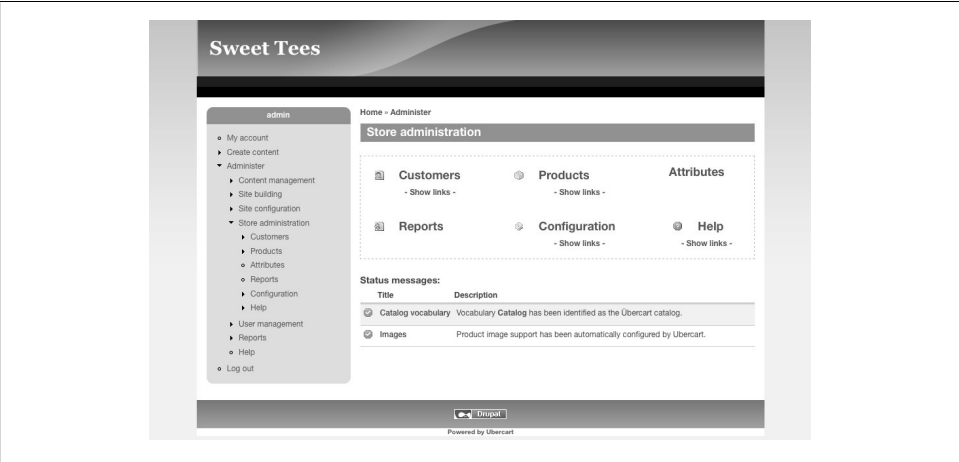 Sweet Tees
admin
My account
Create content
Administer
Content management
Site building
Site configuration
Store administration
Customers
Products
Attributes
Reports
Configuration
Help
User management
Reports
Help
Log out
Home » Administer
Store administration
Customers
- Show links -
Products
- Show links -
Attributes
Reports
Configuration
- Show links -
Help
- Show links -
Status messages:
Title Description
Catalog vocabulary Vocabulary Catalog has been identified as the Übercart catalog.
Images Product image support has been automatically configured by Ubercart.
Drupal
Powered by Ubercart